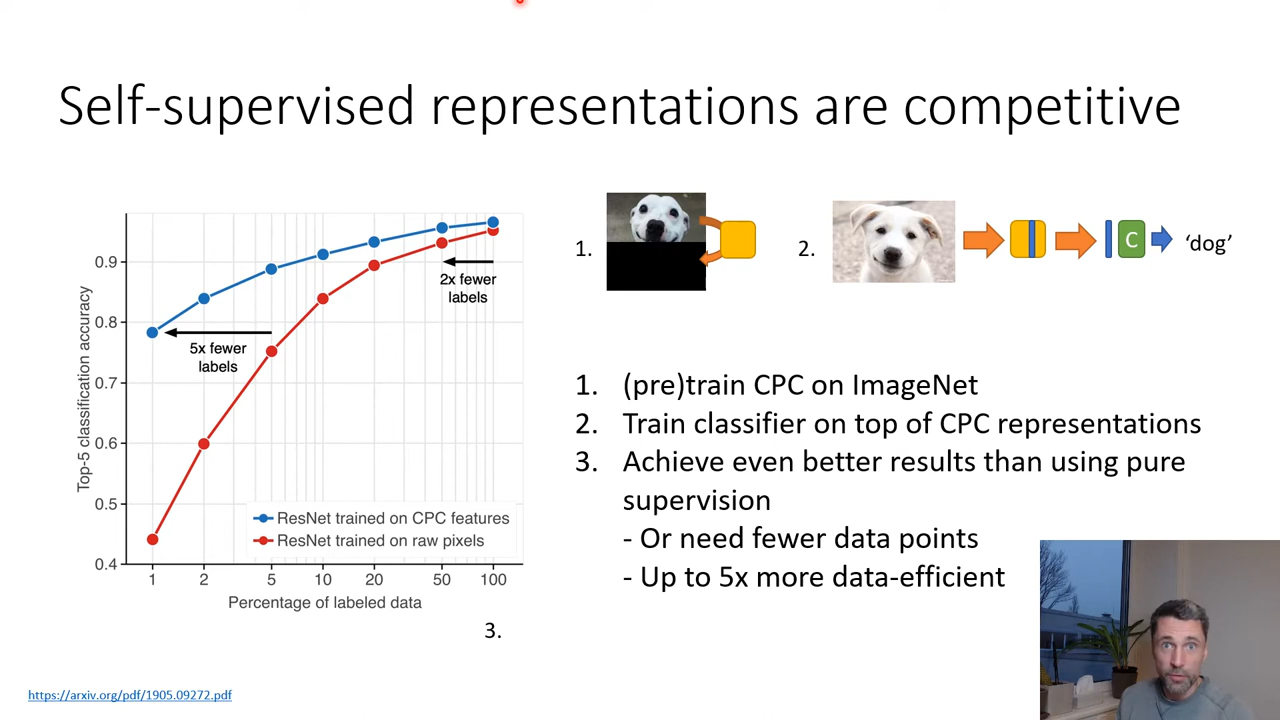 Self-supervised representations are competitive
Top-5 classification accuracy
0.9
0.8
0.7
0.6
0.5
0.4
5x fewer
labels
2x fewer
labels
ResNet trained on CPC features
ResNet trained on raw pixels
1 2 5 10 20 50 100
Percentage of labeled data
3.
1.
2.
C
‘dog’
1. (pre)train CPC on ImageNet
2. Train classifier on top of CPC representations
3. Achieve even better results than using pure
supervision
- Or need fewer data points
- Up to 5x more data-efficient
https://arxiv.org/pdf/1905.09272.pdf